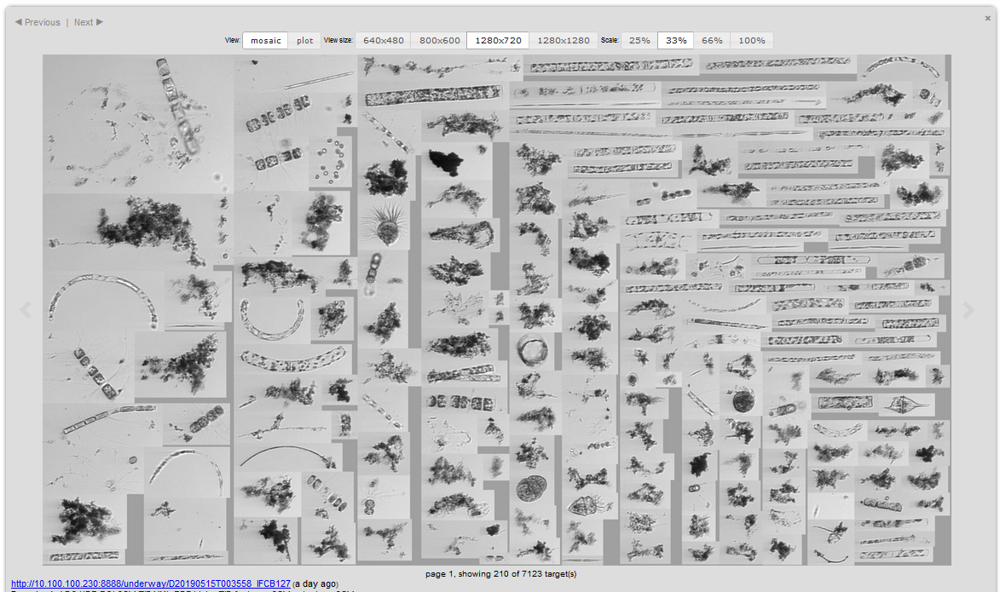 ◀ Previous | Next ▶
×
View: mosaic plot View size: 640x480 800x600 1280x720 1280x1280 Scale: 25% 33% 66% 100%
page 1, showing 210 of 7123 target(s)
http://10.100.100.230:8888/underway/D20190515T003558_IFCB127 (a day ago)